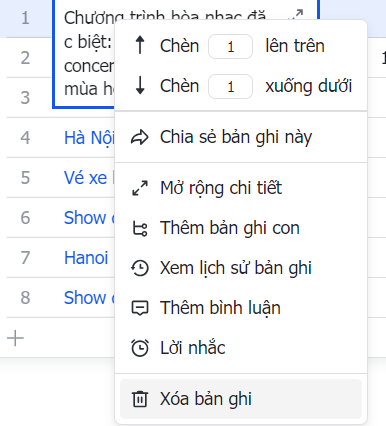 1
Chương trình hòa nhạc đặ
c biệt:
concer
mùa h
2
1
3
4
Hà Nội
5
Vé xe
6
Show
7
Hanoi
8
Show
Chèn 1 lên trên
Chèn 1 xuống dưới
Chia sẻ bản ghi này
Mở rộng chi tiết
Thêm bản ghi con
Xem lịch sử bản ghi
Thêm bình luận
Lời nhắc
Xóa bản ghi